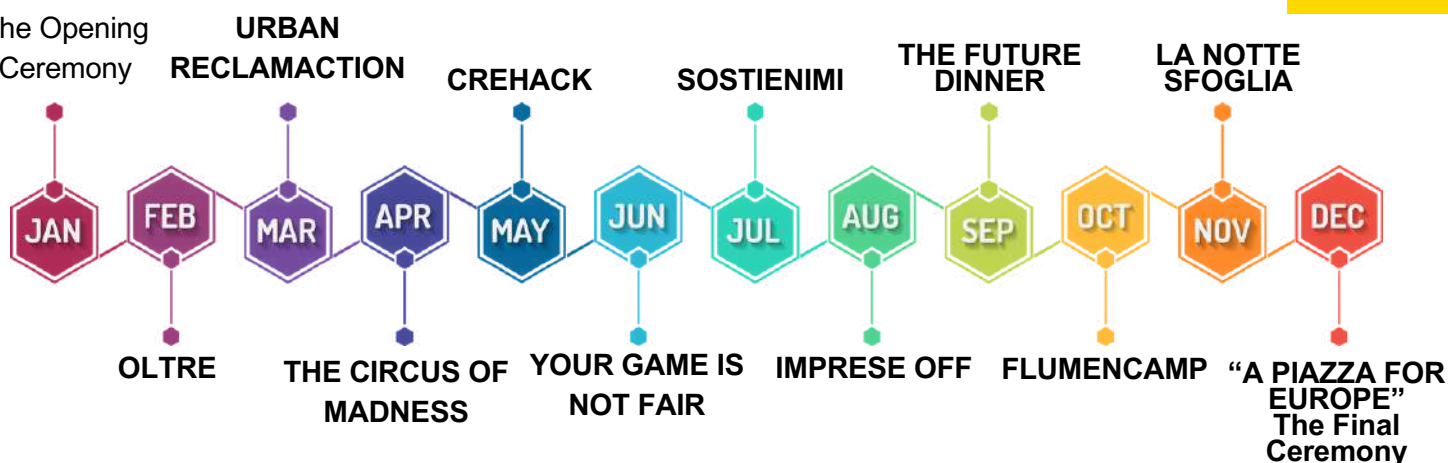 he Opening
Ceremony
URBAN
RECLAMACTION
CREHACK
SOSTIENIMI
THE FUTURE
DINNER
LA NOTTE
SFOGLIA
JAN
FEB
MAR
APR
MAY
JUN
JUL
AUG
SEP
OCT
NOV
DEC
OLTRE
THE CIRCUS OF
MADNESS
YOUR GAME IS
NOT FAIR
IMPRESE OFF
FLUMENCAMP
“A PIAZZA FOR
EUROPE”
The Final
Ceremony